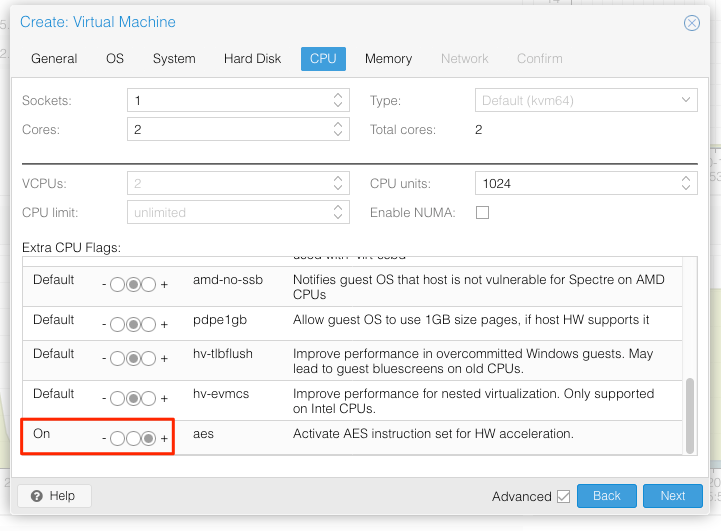 Create: Virtual Machine
General OS System Hard Disk CPU Memory Network Confirm
Sockets: 1 Type: Default (kvm64)
Cores: 2 Total cores: 2
VCPUs: 2 CPU units: 1024
CPU limit: unlimited Enable NUMA:
Extra CPU Flags:
Default - + amd-no-ssb Notifies guest OS that host is not vulnerable for Spectre on AMD
CPUs
Default - + pdpe1gb Allow guest OS to use 1GB size pages, if host HW supports it
Default - + hv-tlbflush Improve performance in overcommitted Windows guests. May
lead to guest bluescreens on old CPUs.
Default - + hv-evmcs Improve performance for nested virtualization. Only supported
on Intel CPUs.
On - + aes Activate AES instruction set for HW acceleration.
Help Advanced Back Next